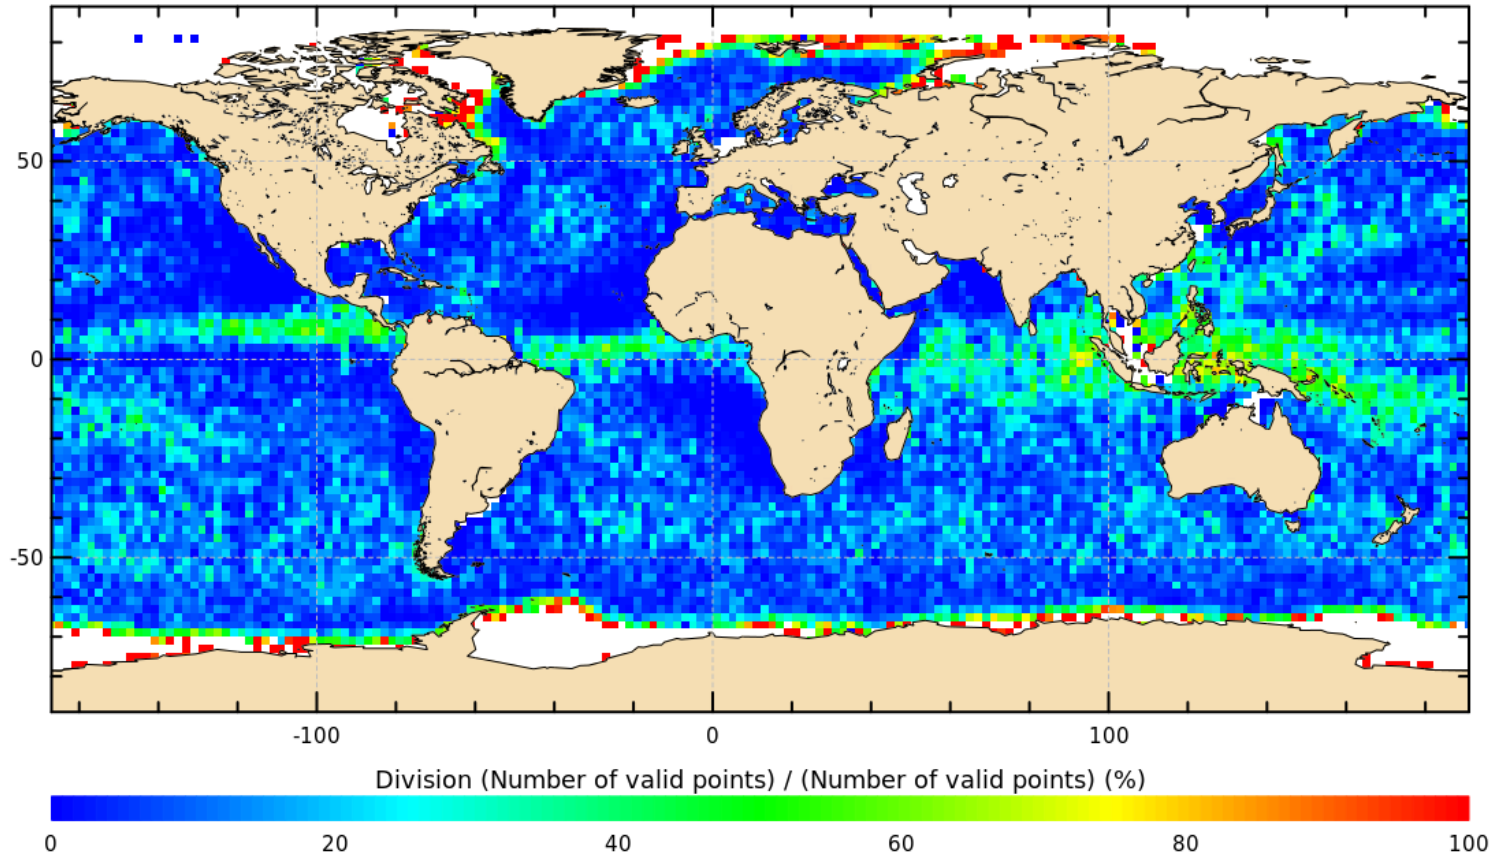 50
0
-50
-100 0 100
Division (Number of valid points) / (Number of valid points) (%)
0 20 40 60 80 100